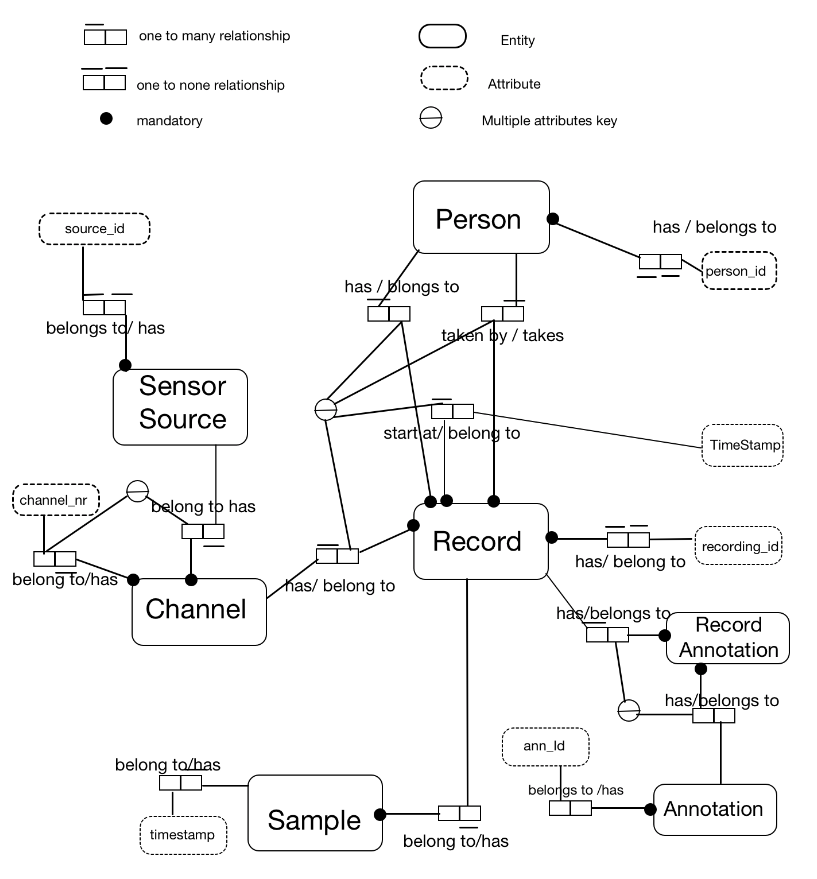 one to many relationship
Entity
one to none relationship
Attribute
mandatory
Multiple attributes key
source_id
Person
has / belongs to
person_id
has / blongs to
belongs to/ has
taken by / takes
Sensor
Source
start at/ belong to
TimeStamp
channel_nr
belong to has
Record
recording_id
has/ belong to
belong to/has
has/ belong to
Channel
has/belongs to
Record
Annotation
has/belongs to
ann_Id
belong to/has
belongs to /has
Annotation
Sample
timestamp
belong to/has